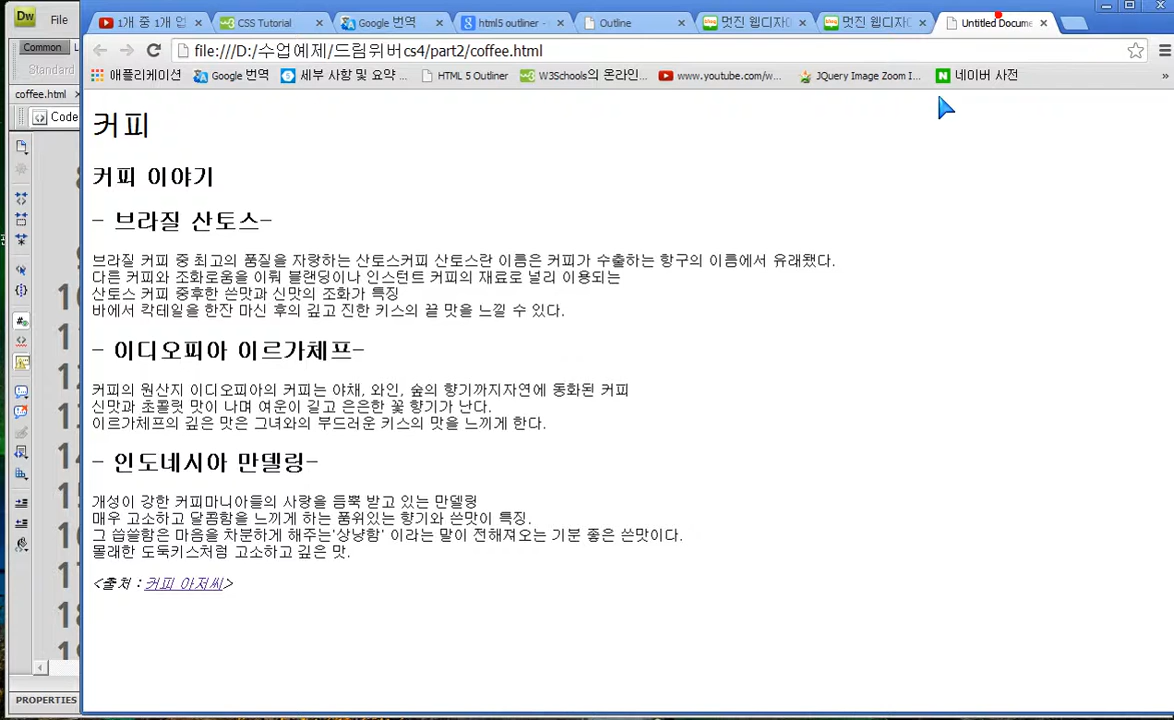 Dw File
Common
Standard
coffee.html ×
Code
1개 중 1개 업
CSS Tutorial
Google 번역
html5 outliner -
Outline
멋진 웹디자이
멋진 웹디자이
Untitled Docume
file:///D:/수업예제/드림위버cs4/part2/coffee.html
애플리케이션
Google 번역
세부 사항 및 요약 ...
HTML 5 Outliner
W3Schools의 온라인...
www.youtube.com/w...
JQuery Image Zoom I...
네이버 사전
»
커피
커피 이야기
- 브라질 산토스-
브라질 커피 중 최고의 품질을 자랑하는 산토스커피 산토스란 이름은 커피가 수출하는 항구의 이름에서 유래됐다.
다른 커피와 조화로움을 이뤄 블랜딩이나 인스턴트 커피의 재료로 널리 이용되는
산토스 커피 중후한 쓴맛과 신맛의 조화가 특징
바에서 칵테일을 한잔 마신 후의 깊고 진한 키스의 끝 맛을 느낄 수 있다.
- 이디오피아 이르가체프-
커피의 원산지 이디오피아의 커피는 야채, 와인, 숲의 향기까지자연에 동화된 커피
신맛과 초콜릿 맛이 나며 여운이 길고 은은한 꽃 향기가 난다.
이르가체프의 깊은 맛은 그녀와의 부드러운 키스의 맛을 느끼게 한다.
- 인도네시아 만델링-
개성이 강한 커피마니아들의 사랑을 듬뿍 받고 있는 만델링
매우 고소하고 달콤함을 느끼게 하는 품위있는 향기와 쓴맛이 특징.
그 씁쓸함은 마음을 차분하게 해주는'상냥함' 이라는 말이 전해져오는 기분 좋은 쓴맛이다.
몰래한 도둑키스처럼 고소하고 깊은 맛.
<출처 : 커피 아저씨>
10
11
12
13
14
15
16
17
18
PROPERTIES